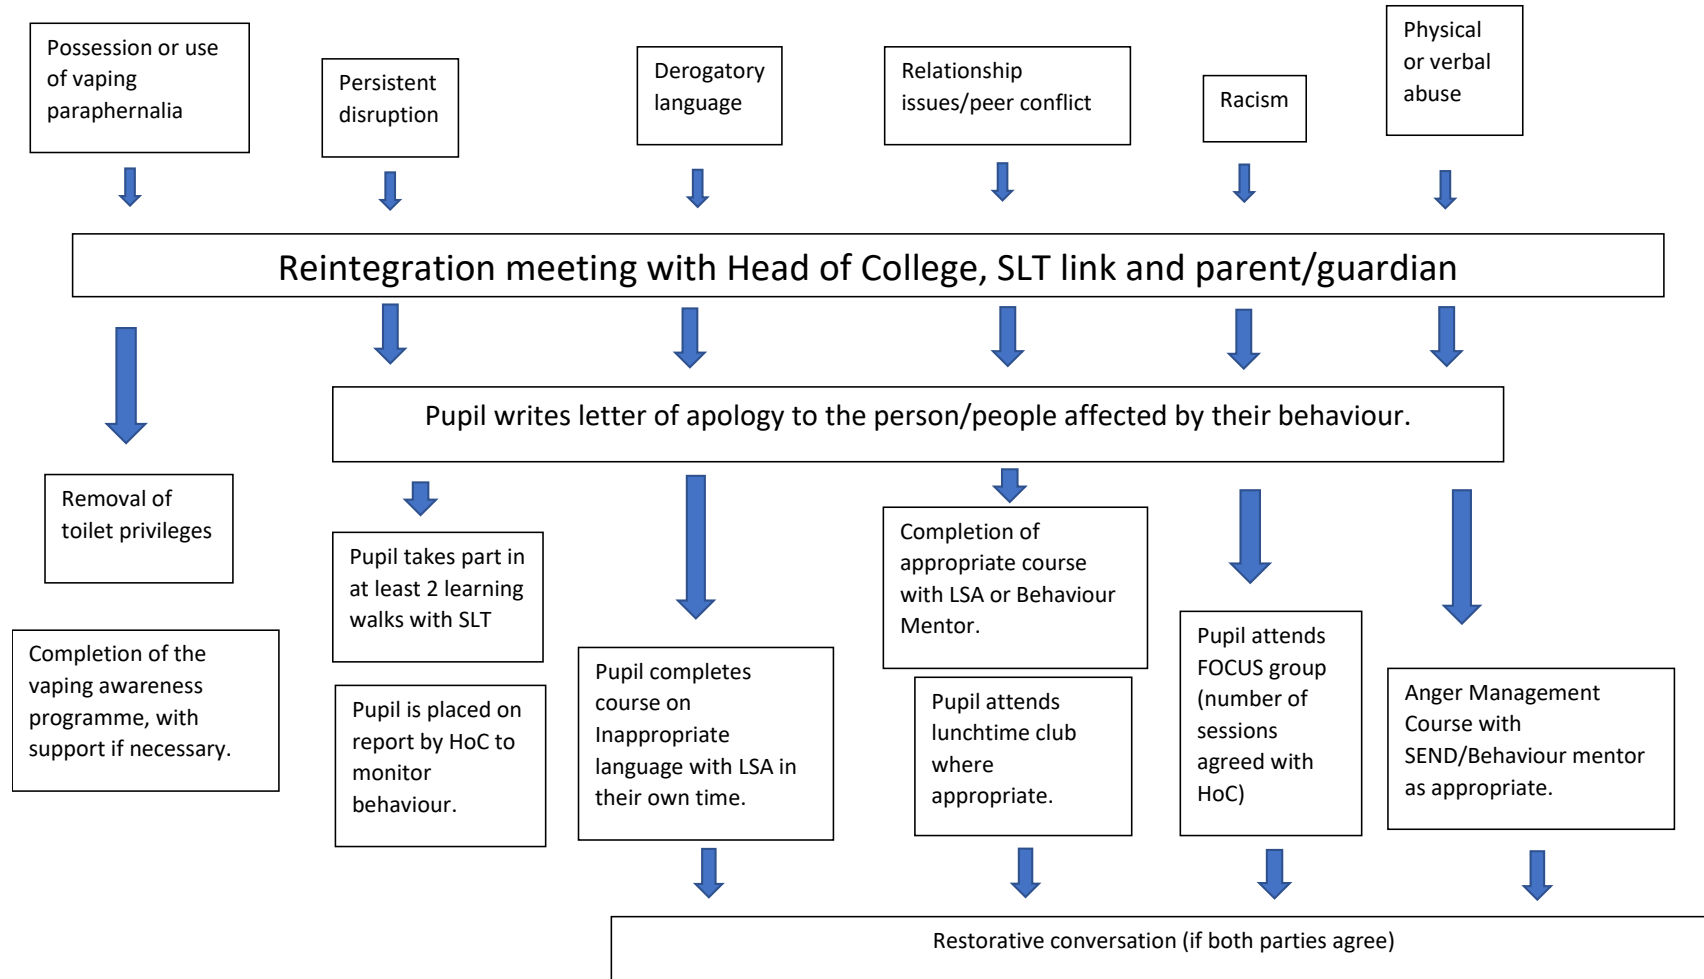 Possession or use
of vaping
paraphernalia
Persistent
disruption
Derogatory
language
Relationship
issues/peer conflict
Racism
Physical
or verbal
abuse
Reintegration meeting with Head of College, SLT link and parent/guardian
Pupil writes letter of apology to the person/people affected by their behaviour.
Removal of
toilet privileges
Completion of the
vaping awareness
programme, with
support if necessary.
Pupil takes part in
at least 2 learning
walks with SLT
Pupil is placed on
report by HoC to
monitor
behaviour.
Pupil completes
course on
Inappropriate
language with LSA in
their own time.
Completion of
appropriate course
with LSA or Behaviour
Mentor.
Pupil attends
lunchtime club
where
appropriate.
Pupil attends
FOCUS group
(number of
sessions
agreed with
HoC)
Anger Management
Course with
SEND/Behaviour mentor
as appropriate.
Restorative conversation (if both parties agree)